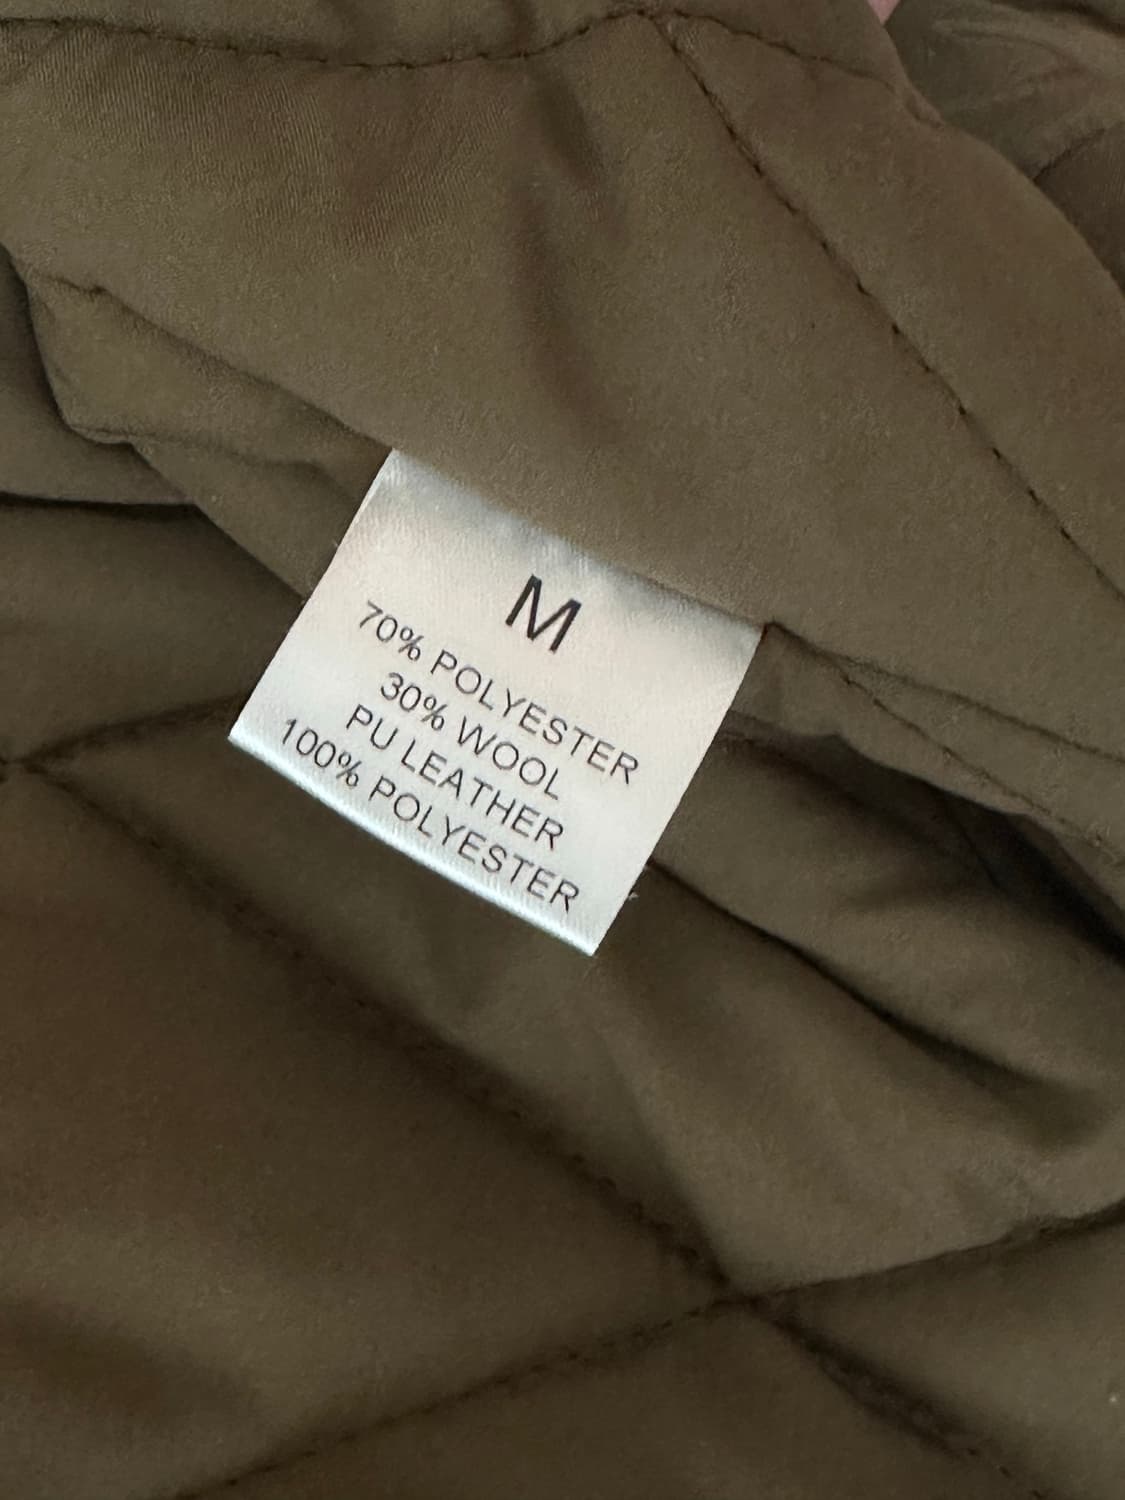 M
70% POLYESTER
30% WOOL
PU LEATHER
100% POLYESTER